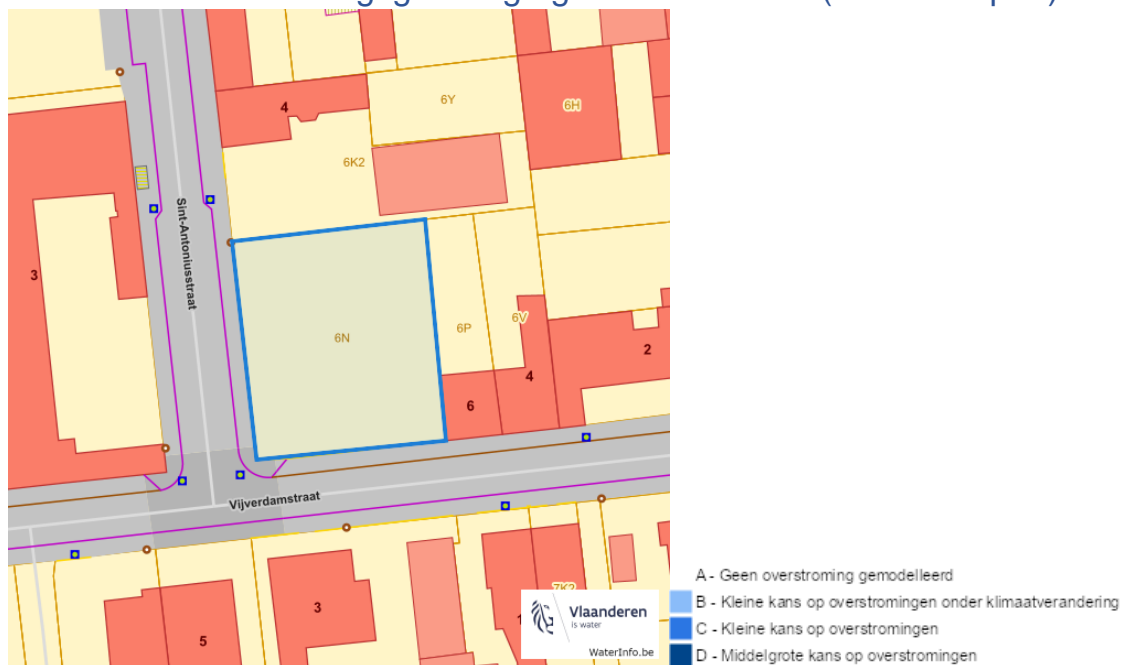 4
6Y
6H
6K2
Sint-Antoniusstraat
3
6N
6P
6V
2
4
6
Vijverdamstraat
3
5
7K2
Vlaanderen
is water
WaterInfo.be
A - Geen overstroming gemodelleerd
B - Kleine kans op overstromingen onder klimaatverandering
C - Kleine kans op overstromingen
D - Middelgrote kans op overstromingen